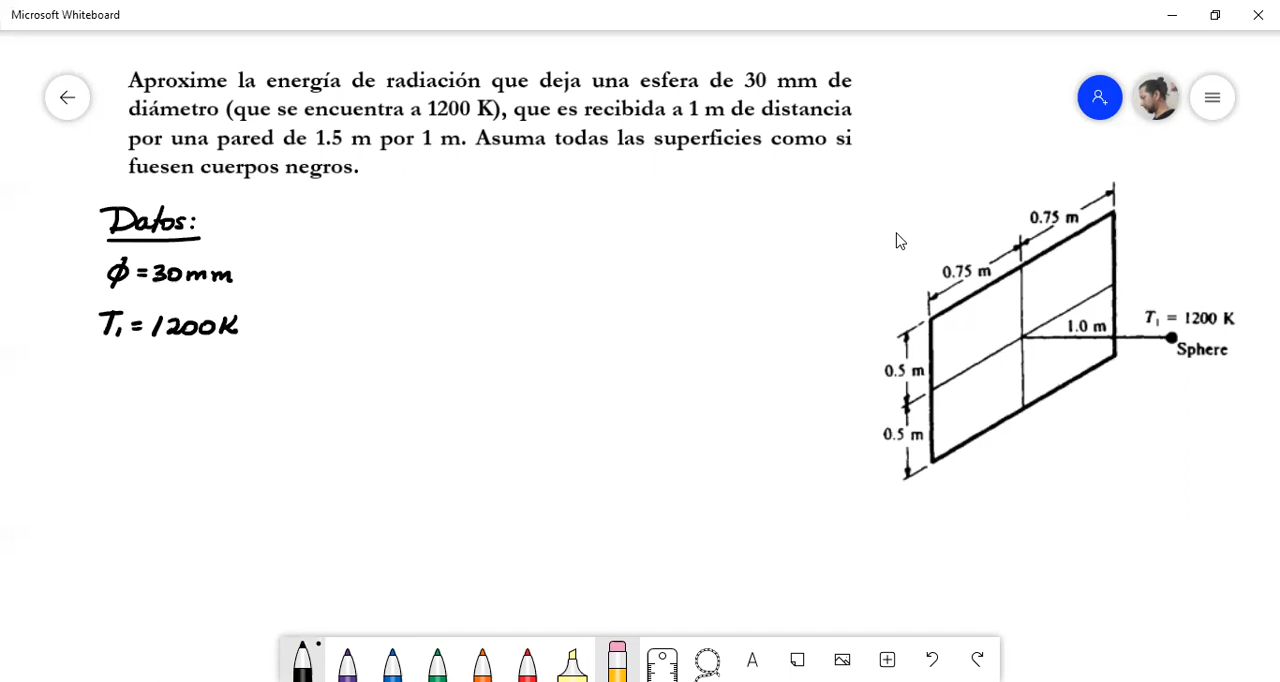 Microsoft Whiteboard
Aproxime la energía de radiación que deja una esfera de 30 mm de
diámetro (que se encuentra a 1200 K), que es recibida a 1 m de distancia
por una pared de 1.5 m por 1 m. Asuma todas las superficies como si
fuesen cuerpos negros.
Datos:
ϕ = 30mm
T₁ = 1200K
0.75 m
0.75 m
1.0 m
T₁ = 1200 K
Sphere
0.5 m
0.5 m
A